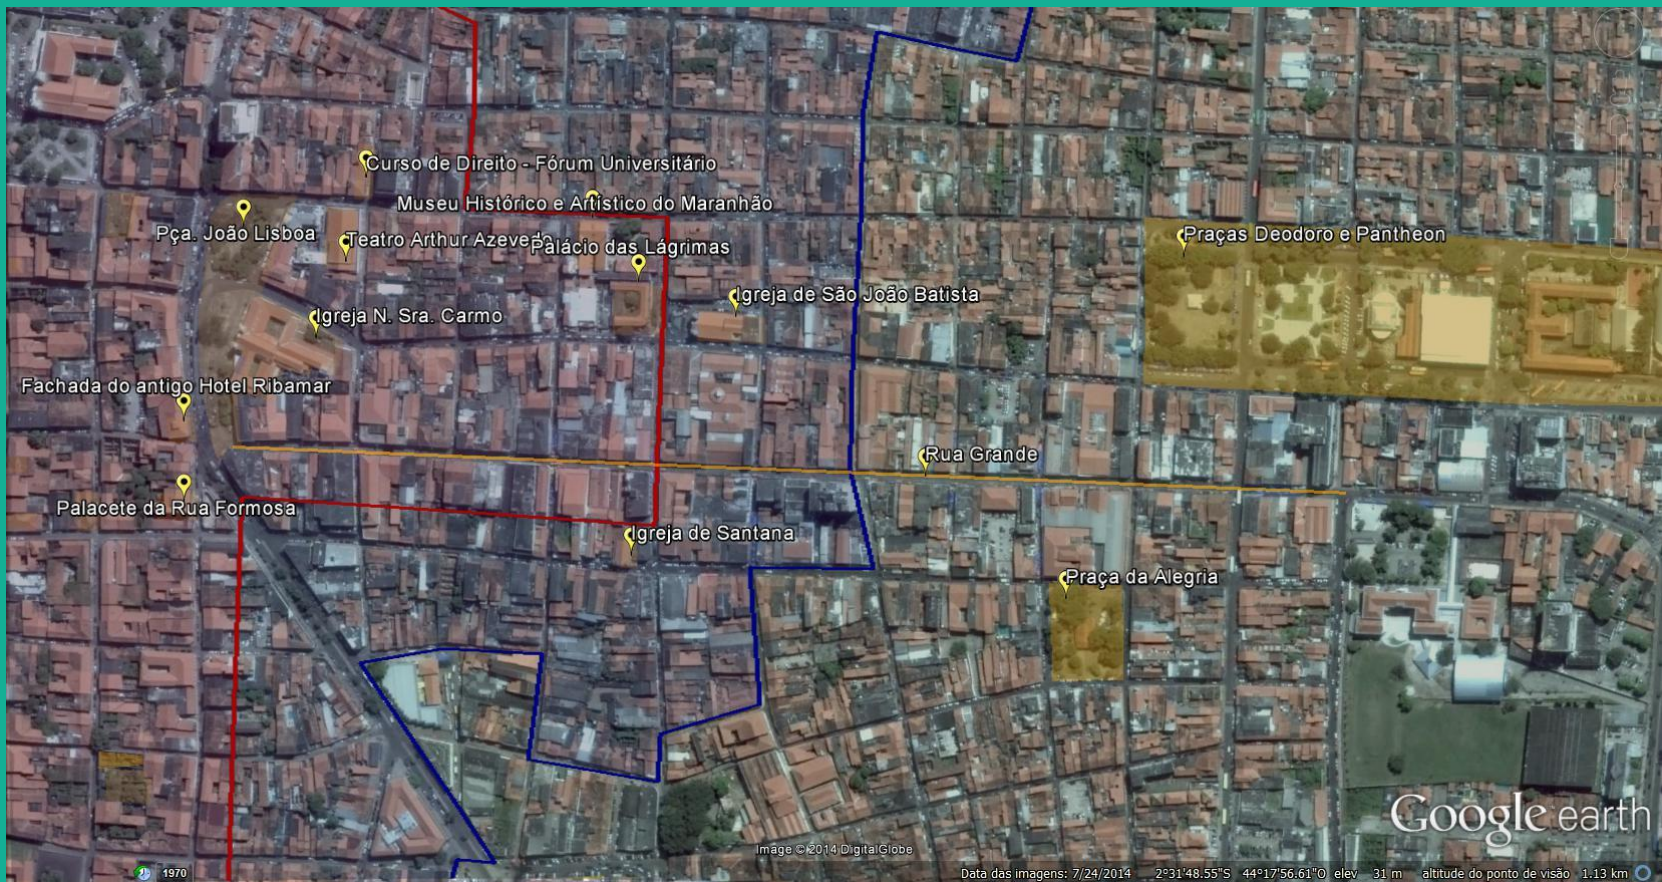 Curso de Direito - Fórum Universitário
Museu Histórico e Artístico do Maranhão
Pça. João Lisboa
Teatro Arthur Azevedo
Palácio das Lágrimas
Praças Deodoro e Pantheon
Igreja de São João Batista
Igreja N. Sra. Carmo
Fachada do antigo Hotel Ribamar
Rua Grande
Palacete da Rua Formosa
Igreja de Santana
Praça da Alegria
Google earth
Image © 2014 DigitalGlobe
1970
Data das imagens: 7/24/2014 2°31'48.55"S 44°17'56.61"O elev 31 m altitude do ponto de visão 1.13 km